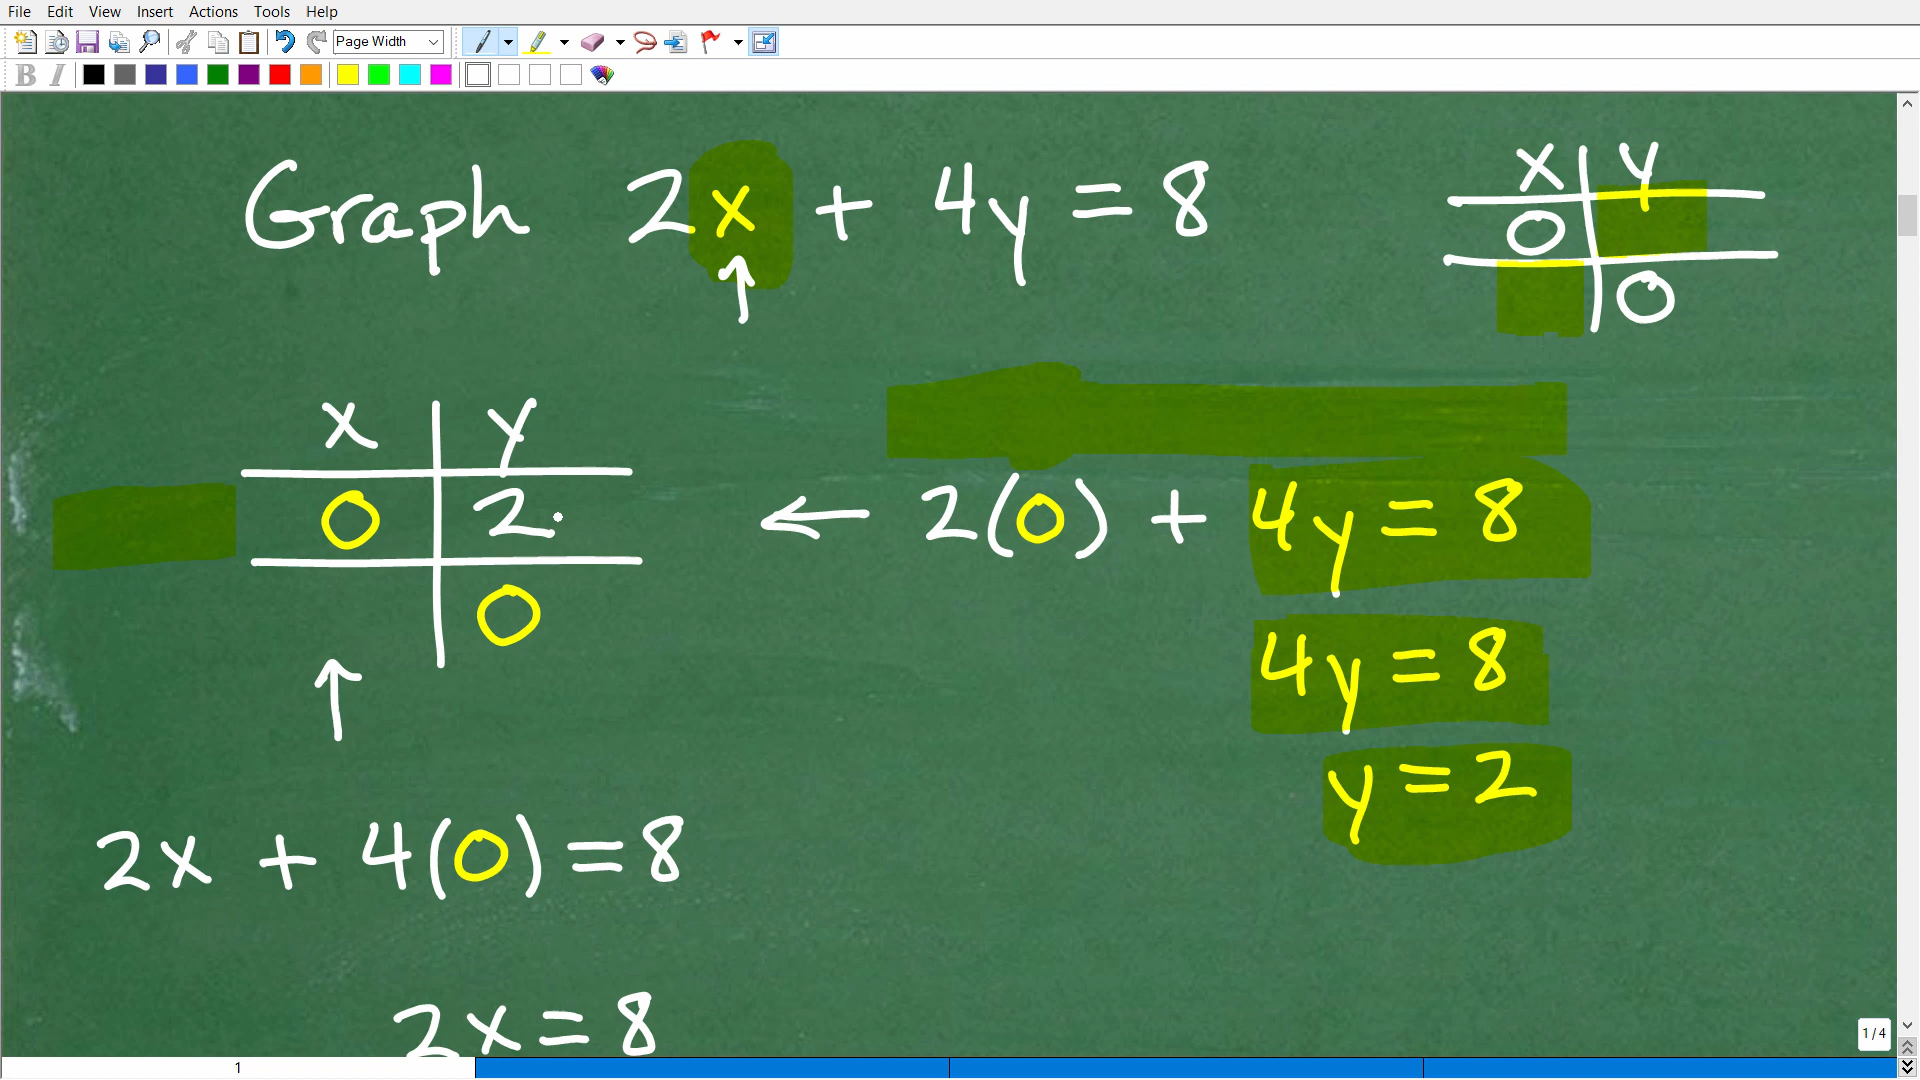 File Edit View Insert Actions Tools Help
Page Width
B I
Graph 2x + 4y = 8
x y
0
0
x y
0 2
0
← 2(0) + 4y = 8
4y = 8
y = 2
2x + 4(0) = 8
2x = 8
1 / 4
1